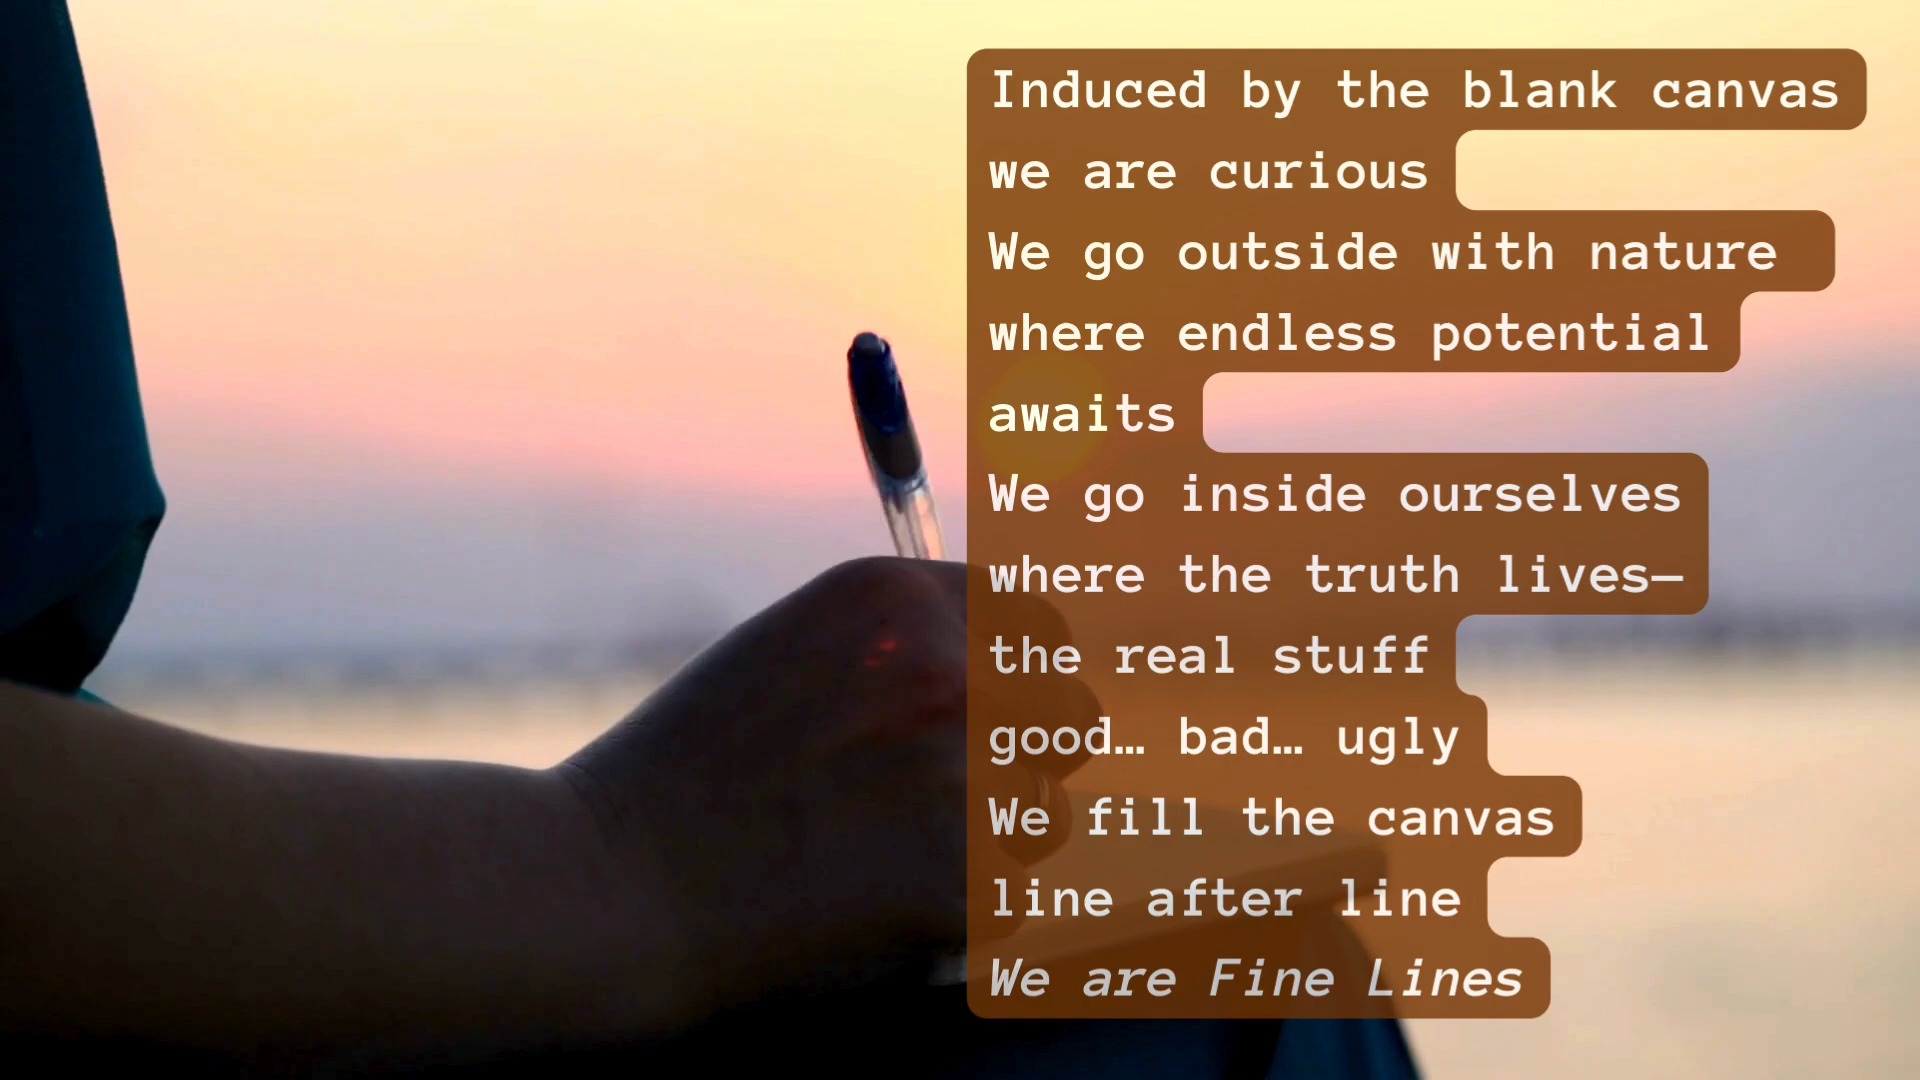 Induced by the blank canvas
we are curious
We go outside with nature
where endless potential
awaits
We go inside ourselves
where the truth lives—
the real stuff
good… bad… ugly
We fill the canvas
line after line
We are Fine Lines